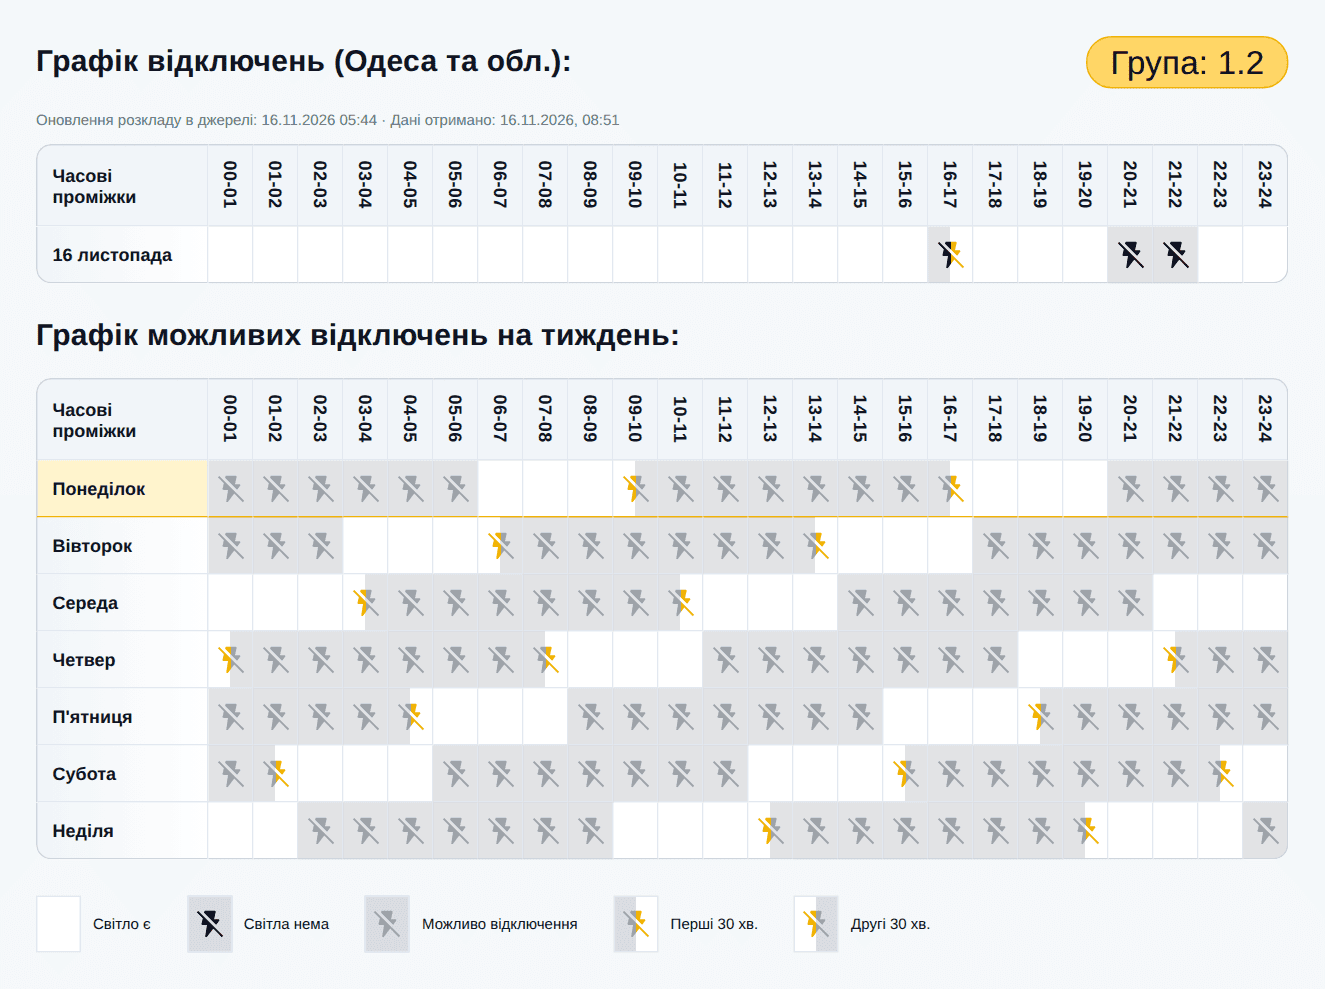 Графік відключень (Одеса та обл.):
Група: 1.2
Оновлення розкладу в джерелі: 16.11.2026 05:44 · Дані отримано: 16.11.2026, 08:51
Часові
проміжки
00-01 01-02 02-03 03-04 04-05 05-06 06-07 07-08 08-09 09-10 10-11 11-12 12-13 13-14 14-15 15-16 16-17 17-18 18-19 19-20 20-21 21-22 22-23 23-24
16 листопада
Графік можливих відключень на тиждень:
Часові
проміжки
00-01 01-02 02-03 03-04 04-05 05-06 06-07 07-08 08-09 09-10 10-11 11-12 12-13 13-14 14-15 15-16 16-17 17-18 18-19 19-20 20-21 21-22 22-23 23-24
Понеділок
Вівторок
Середа
Четвер
П'ятниця
Субота
Неділя
Світло є
Світла нема
Можливо відключення
Перші 30 хв.
Другі 30 хв.